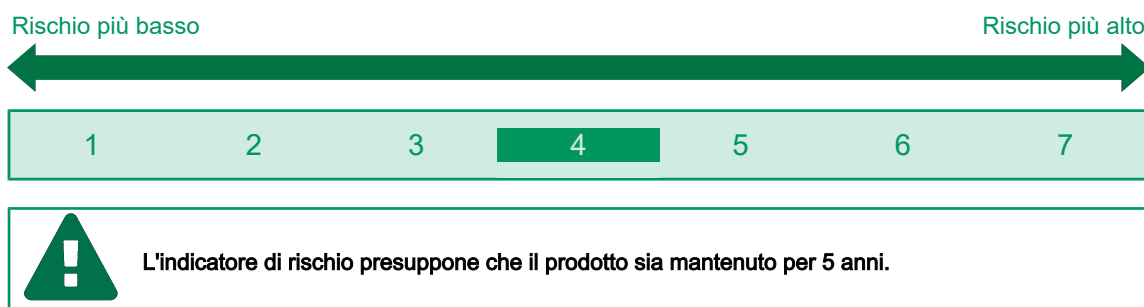 Rischio più basso Rischio più alto
1 2 3 4 5 6 7
! L'indicatore di rischio presuppone che il prodotto sia mantenuto per 5 anni.